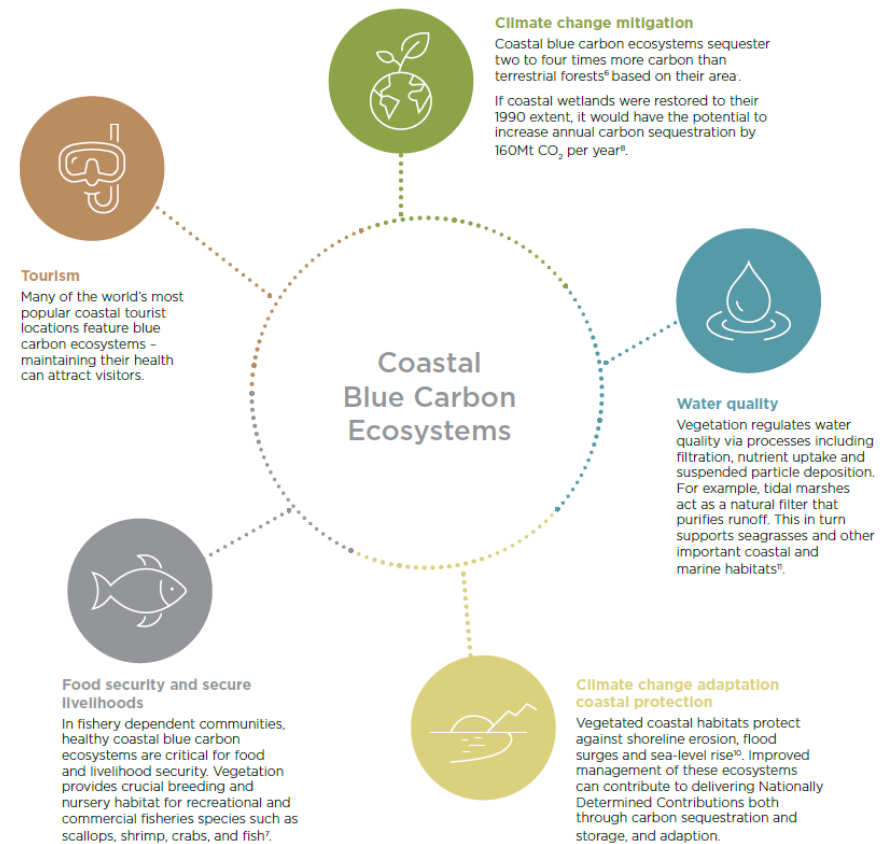 Climate change mitigation
Coastal blue carbon ecosystems sequester
two to four times more carbon than
terrestrial forests⁶ based on their area.
If coastal wetlands were restored to their
1990 extent, it would have the potential to
increase annual carbon sequestration by
160Mt CO₂ per year⁸.
Tourism
Many of the world's most
popular coastal tourist
locations feature blue
carbon ecosystems –
maintaining their health
can attract visitors.
Coastal
Blue Carbon
Ecosystems
Water quality
Vegetation regulates water
quality via processes including
filtration, nutrient uptake and
suspended particle deposition.
For example, tidal marshes
act as a natural filter that
purifies runoff. This in turn
supports seagrasses and other
important coastal and
marine habitats¹¹.
Food security and secure
livelihoods
In fishery dependent communities,
healthy coastal blue carbon
ecosystems are critical for food
and livelihood security. Vegetation
provides crucial breeding and
nursery habitat for recreational and
commercial fisheries species such as
scallops, shrimp, crabs, and fish⁷.
Climate change adaptation
coastal protection
Vegetated coastal habitats protect
against shoreline erosion, flood
surges and sea-level rise¹⁰. Improved
management of these ecosystems
can contribute to delivering Nationally
Determined Contributions both
through carbon sequestration and
storage, and adaption.